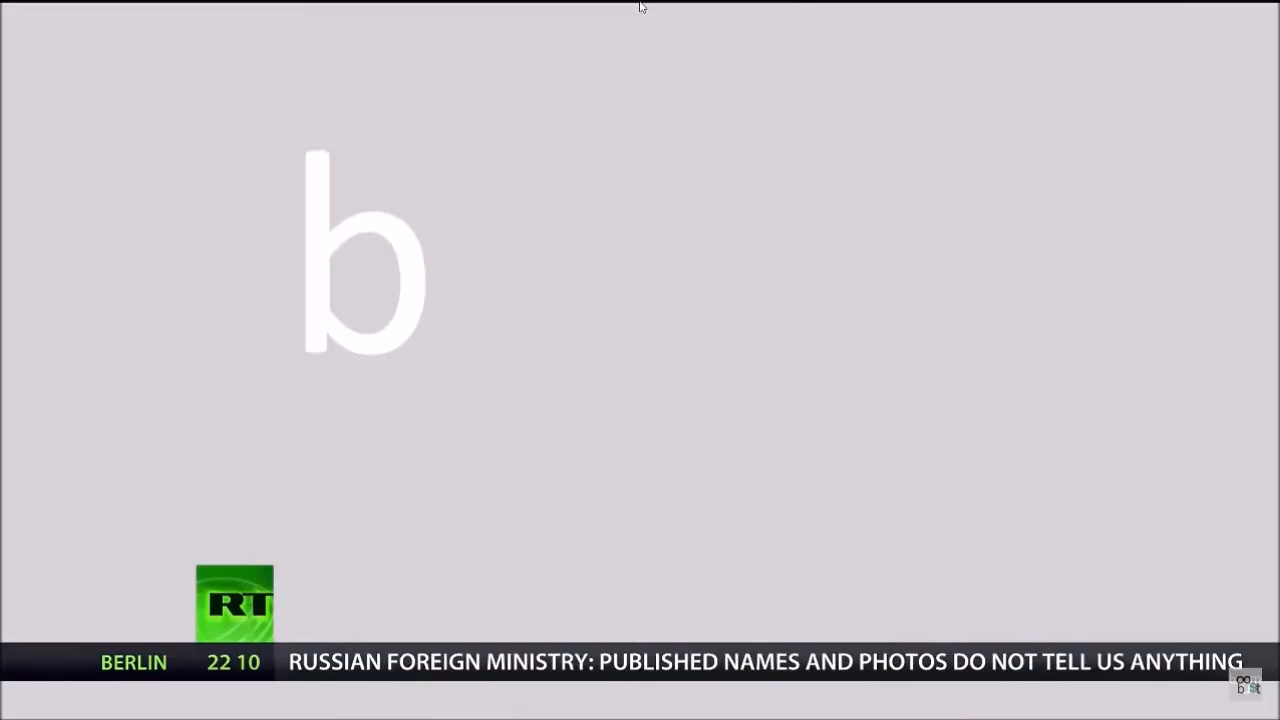 b
RT
BERLIN 22 10 RUSSIAN FOREIGN MINISTRY: PUBLISHED NAMES AND PHOTOS DO NOT TELL US ANYTHING